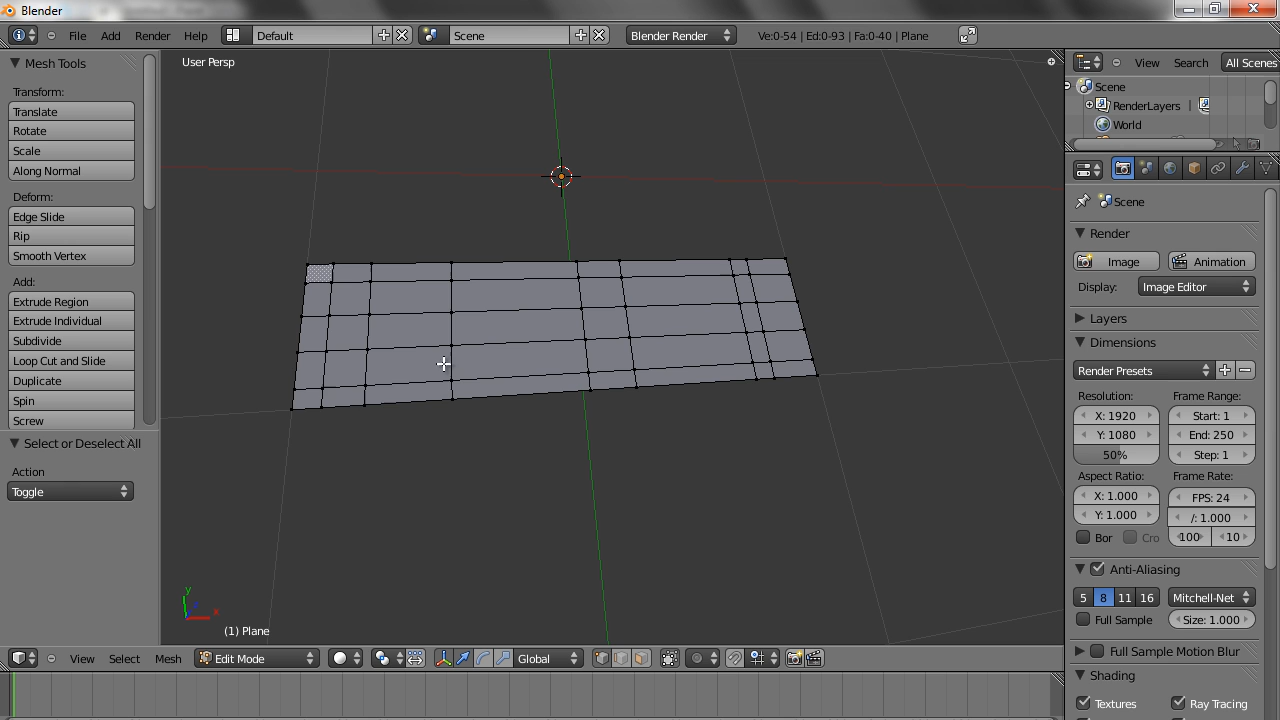 Blender
File Add Render Help Default Scene Blender Render Ve:0-54 | Ed:0-93 | Fa:0-40 | Plane
Mesh Tools
Transform:
Translate
Rotate
Scale
Along Normal
Deform:
Edge Slide
Rip
Smooth Vertex
Add:
Extrude Region
Extrude Individual
Subdivide
Loop Cut and Slide
Duplicate
Spin
Screw
Select or Deselect All
Action
Toggle
User Persp
y
x
(1) Plane
View Select Mesh Edit Mode Global
View Search All Scenes
Scene
RenderLayers |
World
Scene
Render
Image Animation
Display: Image Editor
Layers
Dimensions
Render Presets
Resolution: Frame Range:
X: 1920 Start: 1
Y: 1080 End: 250
50% Step: 1
Aspect Ratio: Frame Rate:
X: 1.000 FPS: 24
Y: 1.000 /: 1.000
Bor Cro 100 10
Anti-Aliasing
5 8 11 16 Mitchell-Net
Full Sample Size: 1.000
Full Sample Motion Blur
Shading
Textures Ray Tracing